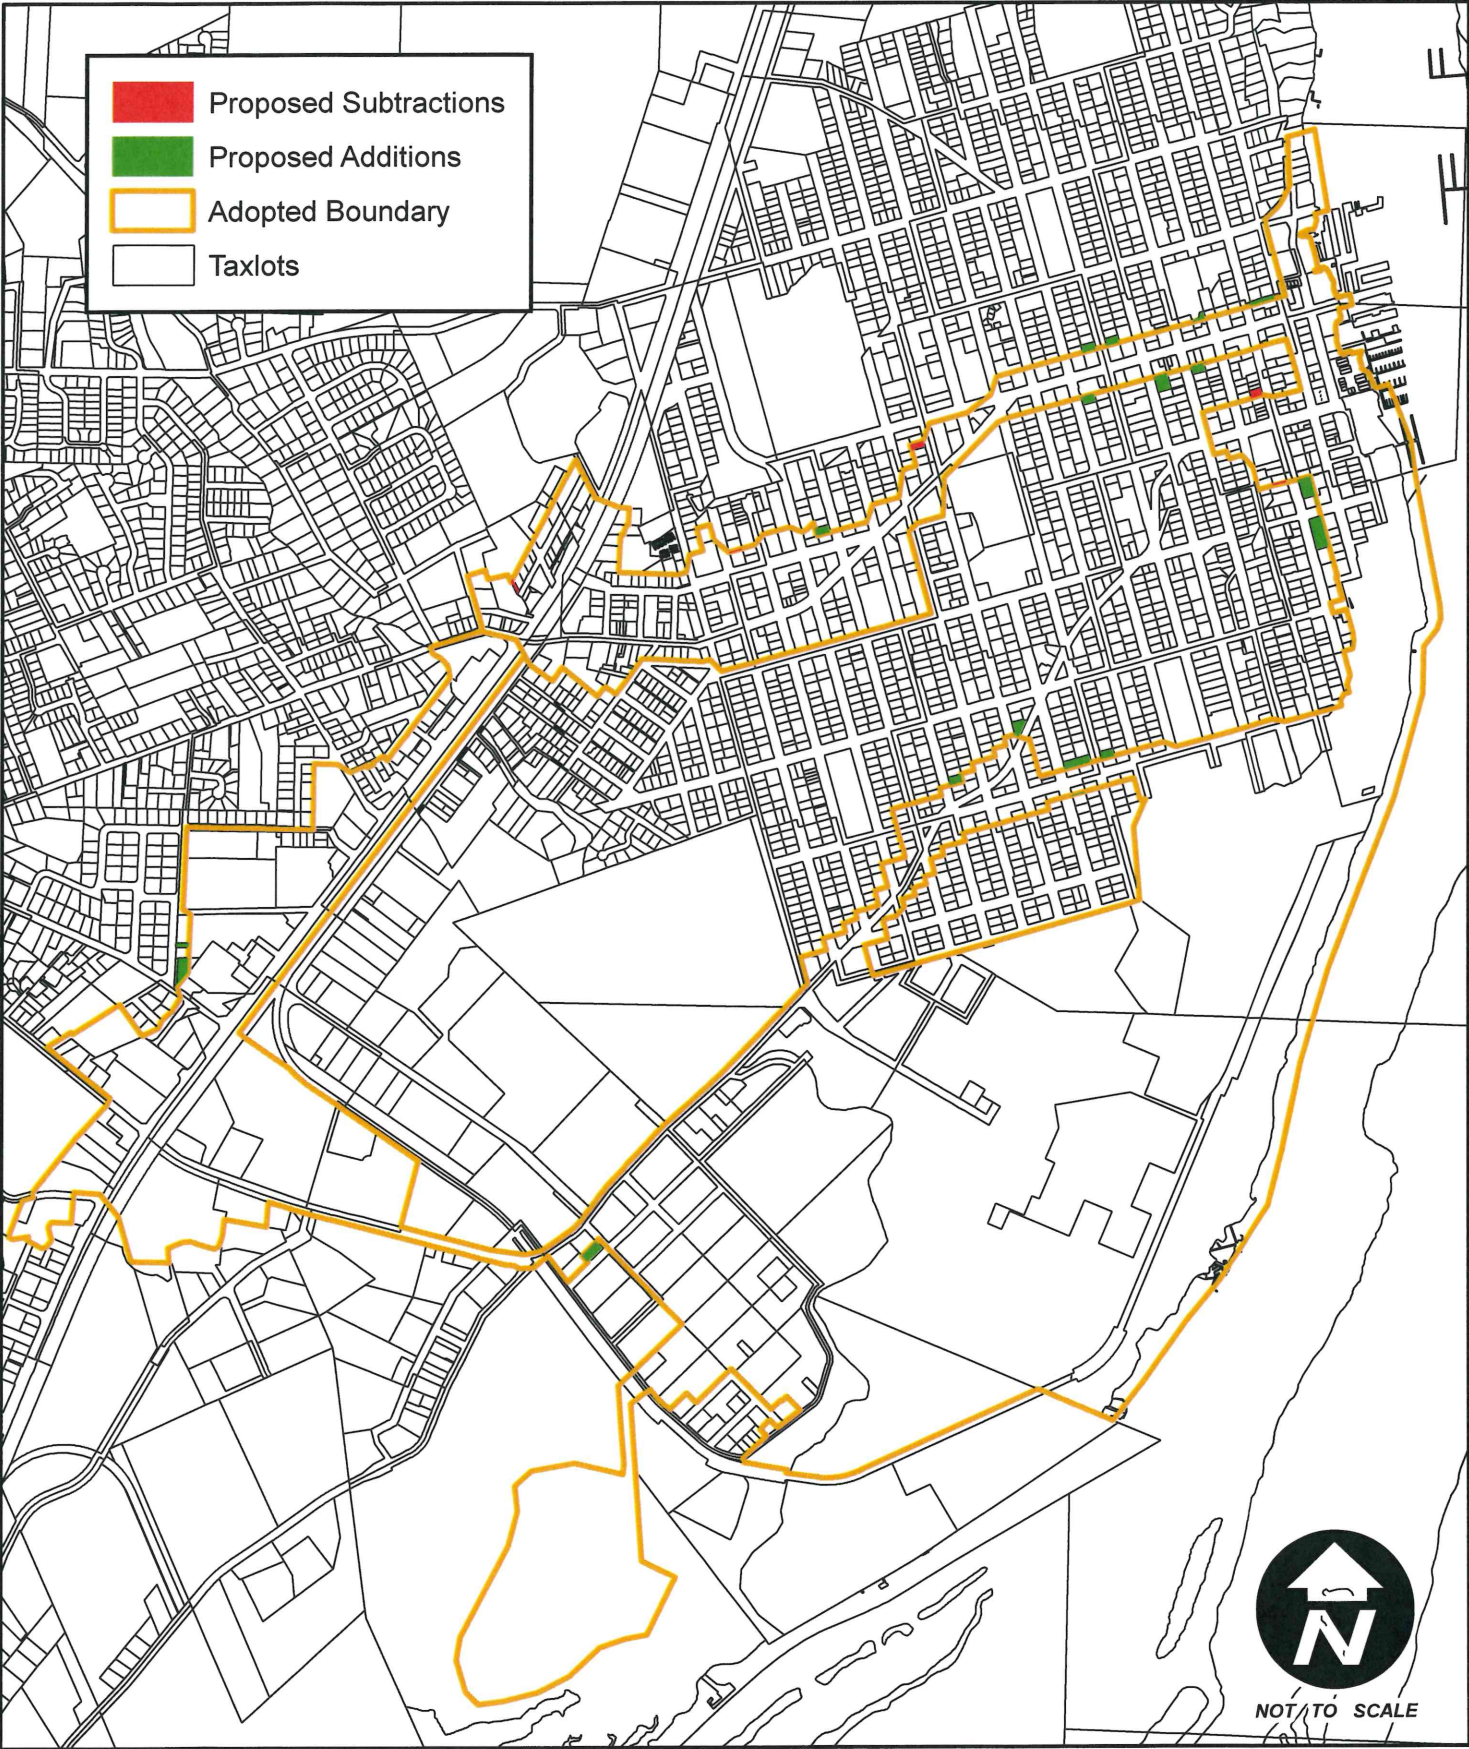 Proposed Subtractions
Proposed Additions
Adopted Boundary
Taxlots
N
NOT TO SCALE